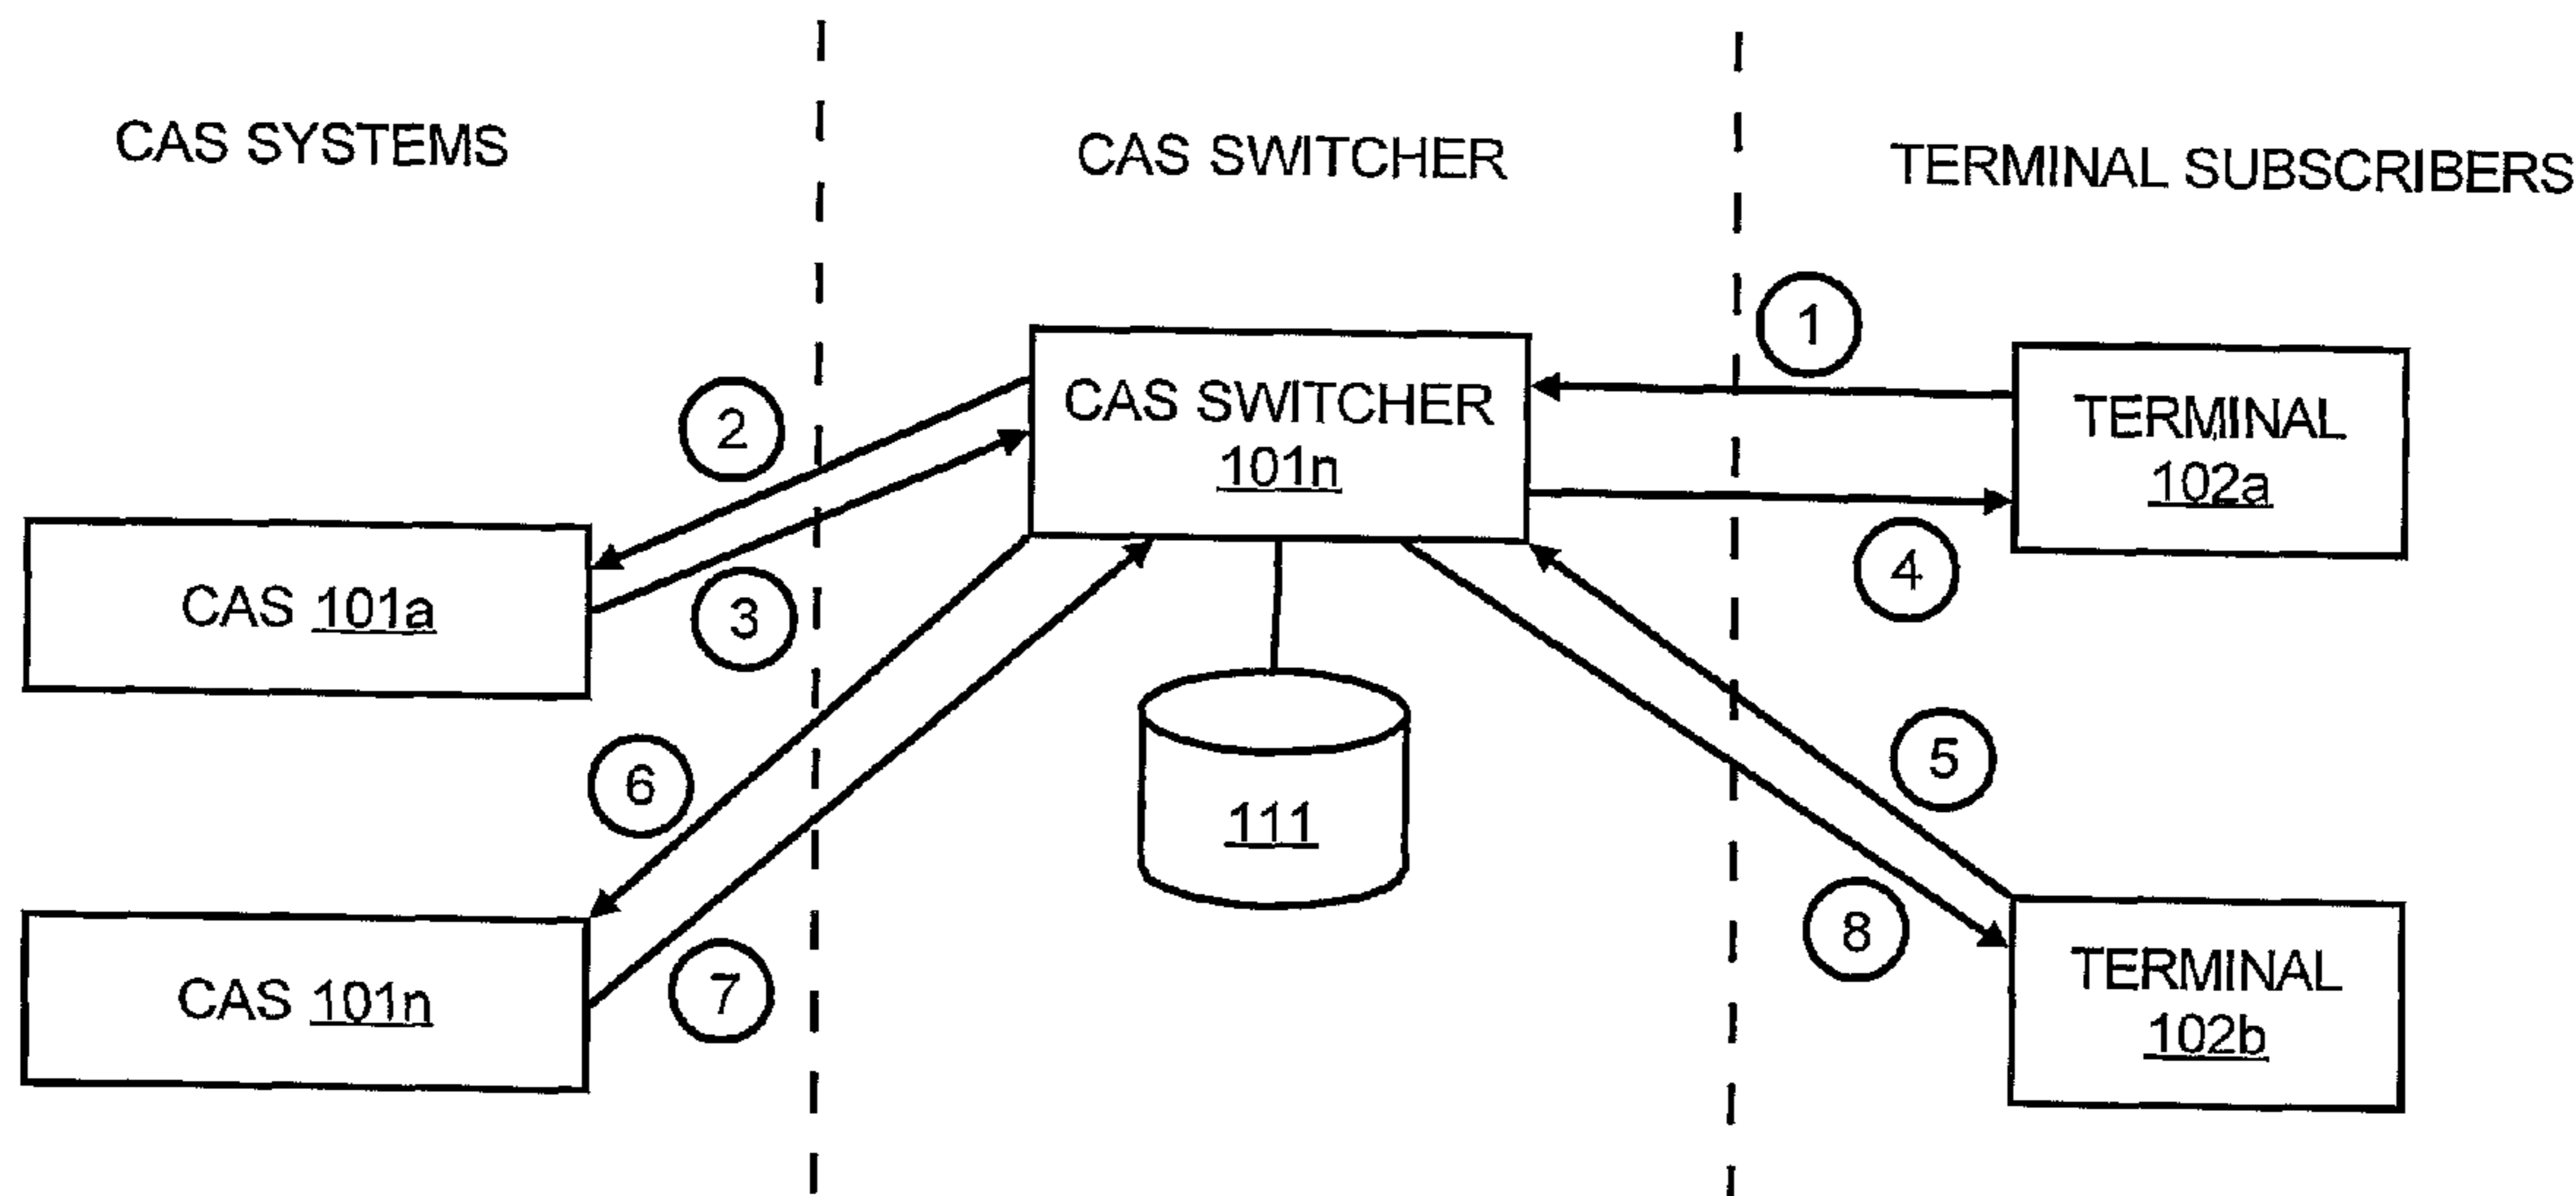 CAS SYSTEMS
CAS SWITCHER
TERMINAL SUBSCRIBERS
1
CAS SWITCHER
101n
TERMINAL
102a
2
4
CAS 101a
3
5
6
111
8
CAS 101n
7
TERMINAL
102b